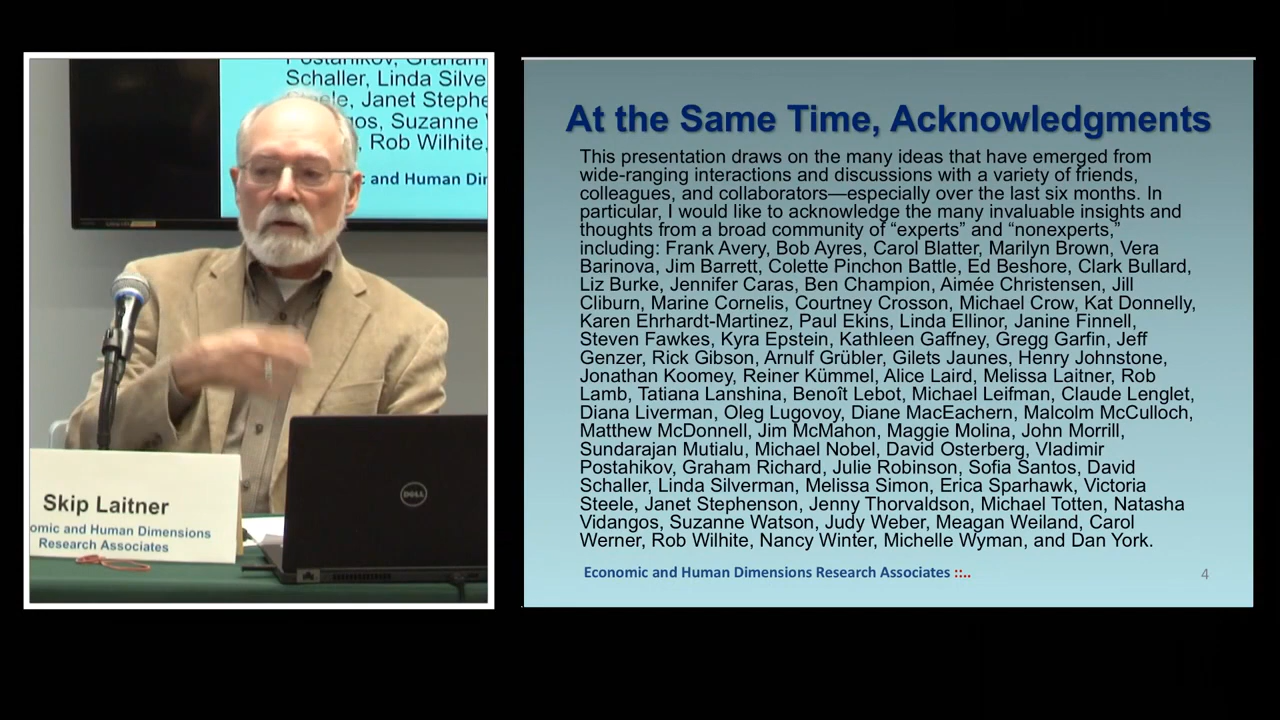 Postanikov, Graham
Schaller, Linda Silve
Steele, Janet Stephe
gos, Suzanne
, Rob Wilhite,
c and Human Di
DELL
Skip Laitner
omic and Human Dimensions
Research Associates
At the Same Time, Acknowledgments
This presentation draws on the many ideas that have emerged from
wide-ranging interactions and discussions with a variety of friends,
colleagues, and collaborators—especially over the last six months. In
particular, I would like to acknowledge the many invaluable insights and
thoughts from a broad community of “experts” and “nonexperts,”
including: Frank Avery, Bob Ayres, Carol Blatter, Marilyn Brown, Vera
Barinova, Jim Barrett, Colette Pinchon Battle, Ed Beshore, Clark Bullard,
Liz Burke, Jennifer Caras, Ben Champion, Aimée Christensen, Jill
Cliburn, Marine Cornelis, Courtney Crosson, Michael Crow, Kat Donnelly,
Karen Ehrhardt-Martinez, Paul Ekins, Linda Ellinor, Janine Finnell,
Steven Fawkes, Kyra Epstein, Kathleen Gaffney, Gregg Garfin, Jeff
Genzer, Rick Gibson, Arnulf Grübler, Gilets Jaunes, Henry Johnstone,
Jonathan Koomey, Reiner Kümmel, Alice Laird, Melissa Laitner, Rob
Lamb, Tatiana Lanshina, Benoît Lebot, Michael Leifman, Claude Lenglet,
Diana Liverman, Oleg Lugovoy, Diane MacEachern, Malcolm McCulloch,
Matthew McDonnell, Jim McMahon, Maggie Molina, John Morrill,
Sundarajan Mutialu, Michael Nobel, David Osterberg, Vladimir
Postahikov, Graham Richard, Julie Robinson, Sofia Santos, David
Schaller, Linda Silverman, Melissa Simon, Erica Sparhawk, Victoria
Steele, Janet Stephenson, Jenny Thorvaldson, Michael Totten, Natasha
Vidangos, Suzanne Watson, Judy Weber, Meagan Weiland, Carol
Werner, Rob Wilhite, Nancy Winter, Michelle Wyman, and Dan York.
Economic and Human Dimensions Research Associates ::..
4